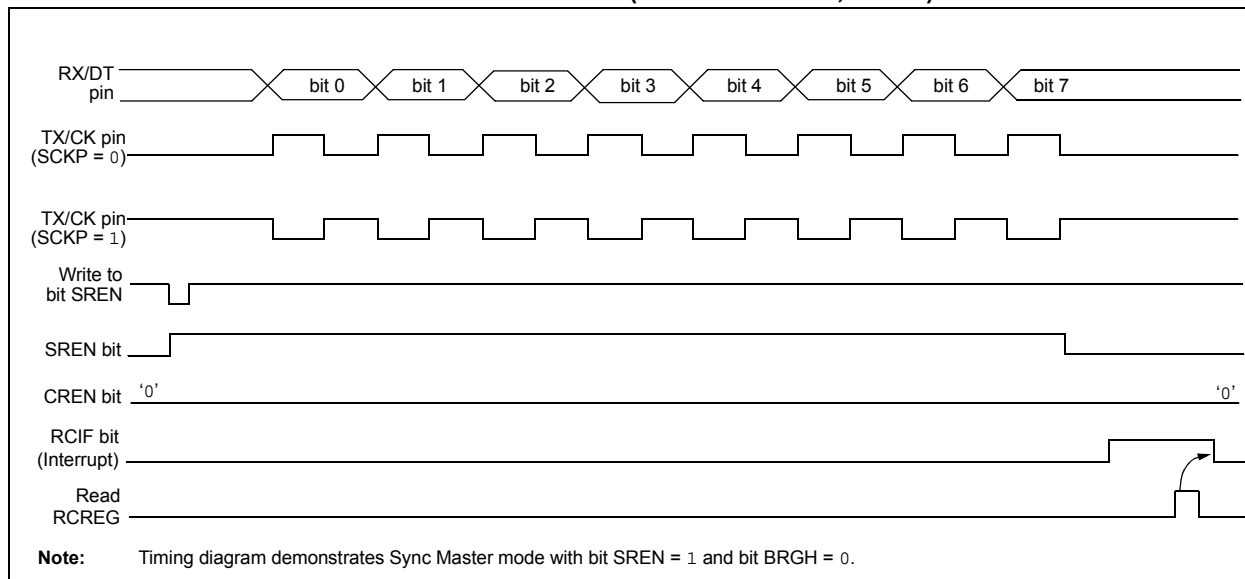 RX/DT
pin
bit 0 bit 1 bit 2 bit 3 bit 4 bit 5 bit 6 bit 7
TX/CK pin
(SCKP = 0)
TX/CK pin
(SCKP = 1)
Write to
bit SREN
SREN bit
CREN bit ‘0’ ‘0’
RCIF bit
(Interrupt)
Read
RCREG
Note: Timing diagram demonstrates Sync Master mode with bit SREN = 1 and bit BRGH = 0.